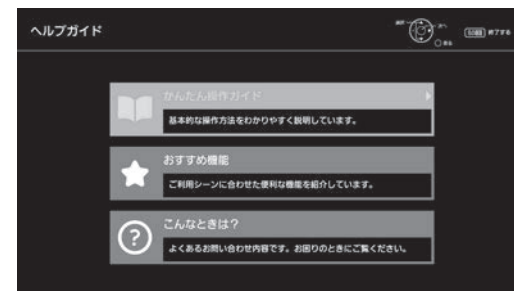 ヘルプガイド
終了する
かんたん操作ガイド
基本的な操作方法をわかりやすく説明しています。
おすすめ機能
ご利用シーンに合わせた便利な機能を紹介しています。
こんなときは?
よくあるお問い合わせ内容です。お困りのときにご覧ください。